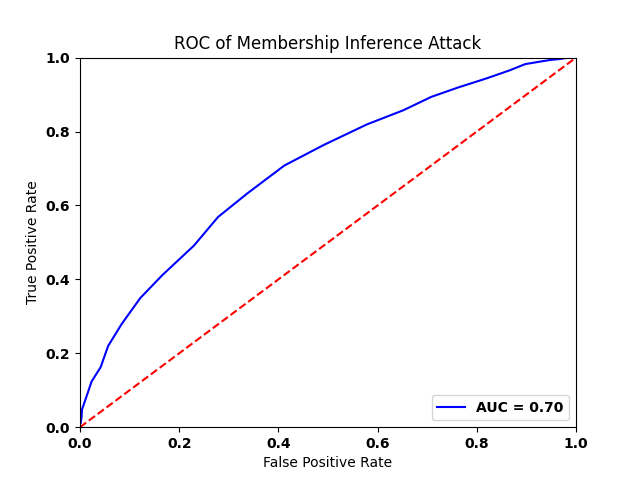 ROC of Membership Inference Attack
1.0
0.8
0.6
0.4
0.2
0.0
True Positive Rate
AUC = 0.70
0.0 0.2 0.4 0.6 0.8 1.0
False Positive Rate